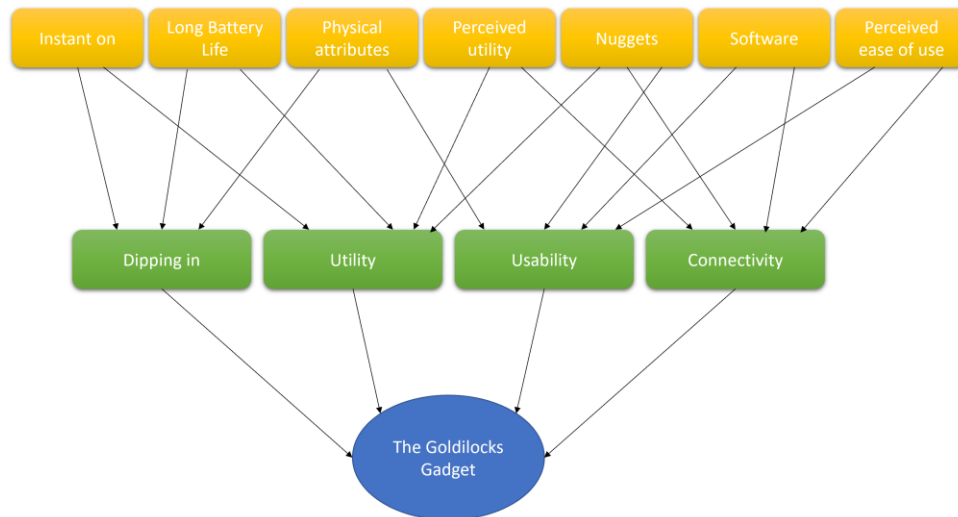 Instant on
Long Battery
Life
Physical
attributes
Perceived
utility
Nuggets
Software
Perceived
ease of use
Dipping in
Utility
Usability
Connectivity
The Goldilocks
Gadget